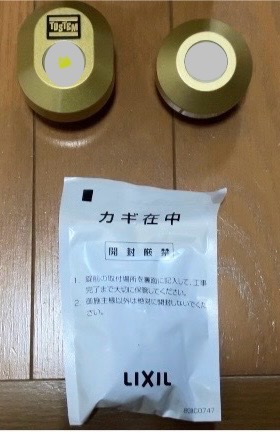 TOSTEM
カギ在中
開封厳禁
1. 錠前の取付場所を裏面に記入して、工事
完了まで大切に保管してください。
2. 施主様以外は絶対に開封しないでくだ
さい。
LIXIL